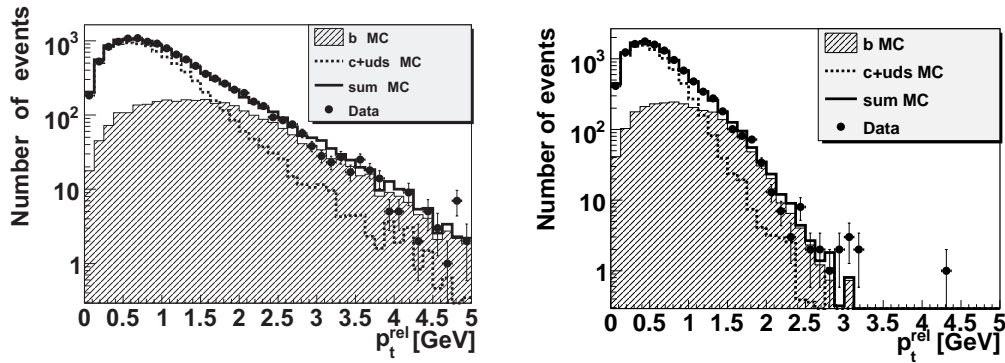 Number of events
10³
10²
10
1
b MC
c+uds MC
sum MC
Data
0 0.5 1 1.5 2 2.5 3 3.5 4 4.5 5
p_t^rel [GeV]
Number of events
10³
10²
10
1
b MC
c+uds MC
sum MC
Data
0 0.5 1 1.5 2 2.5 3 3.5 4 4.5 5
p_t^rel [GeV]